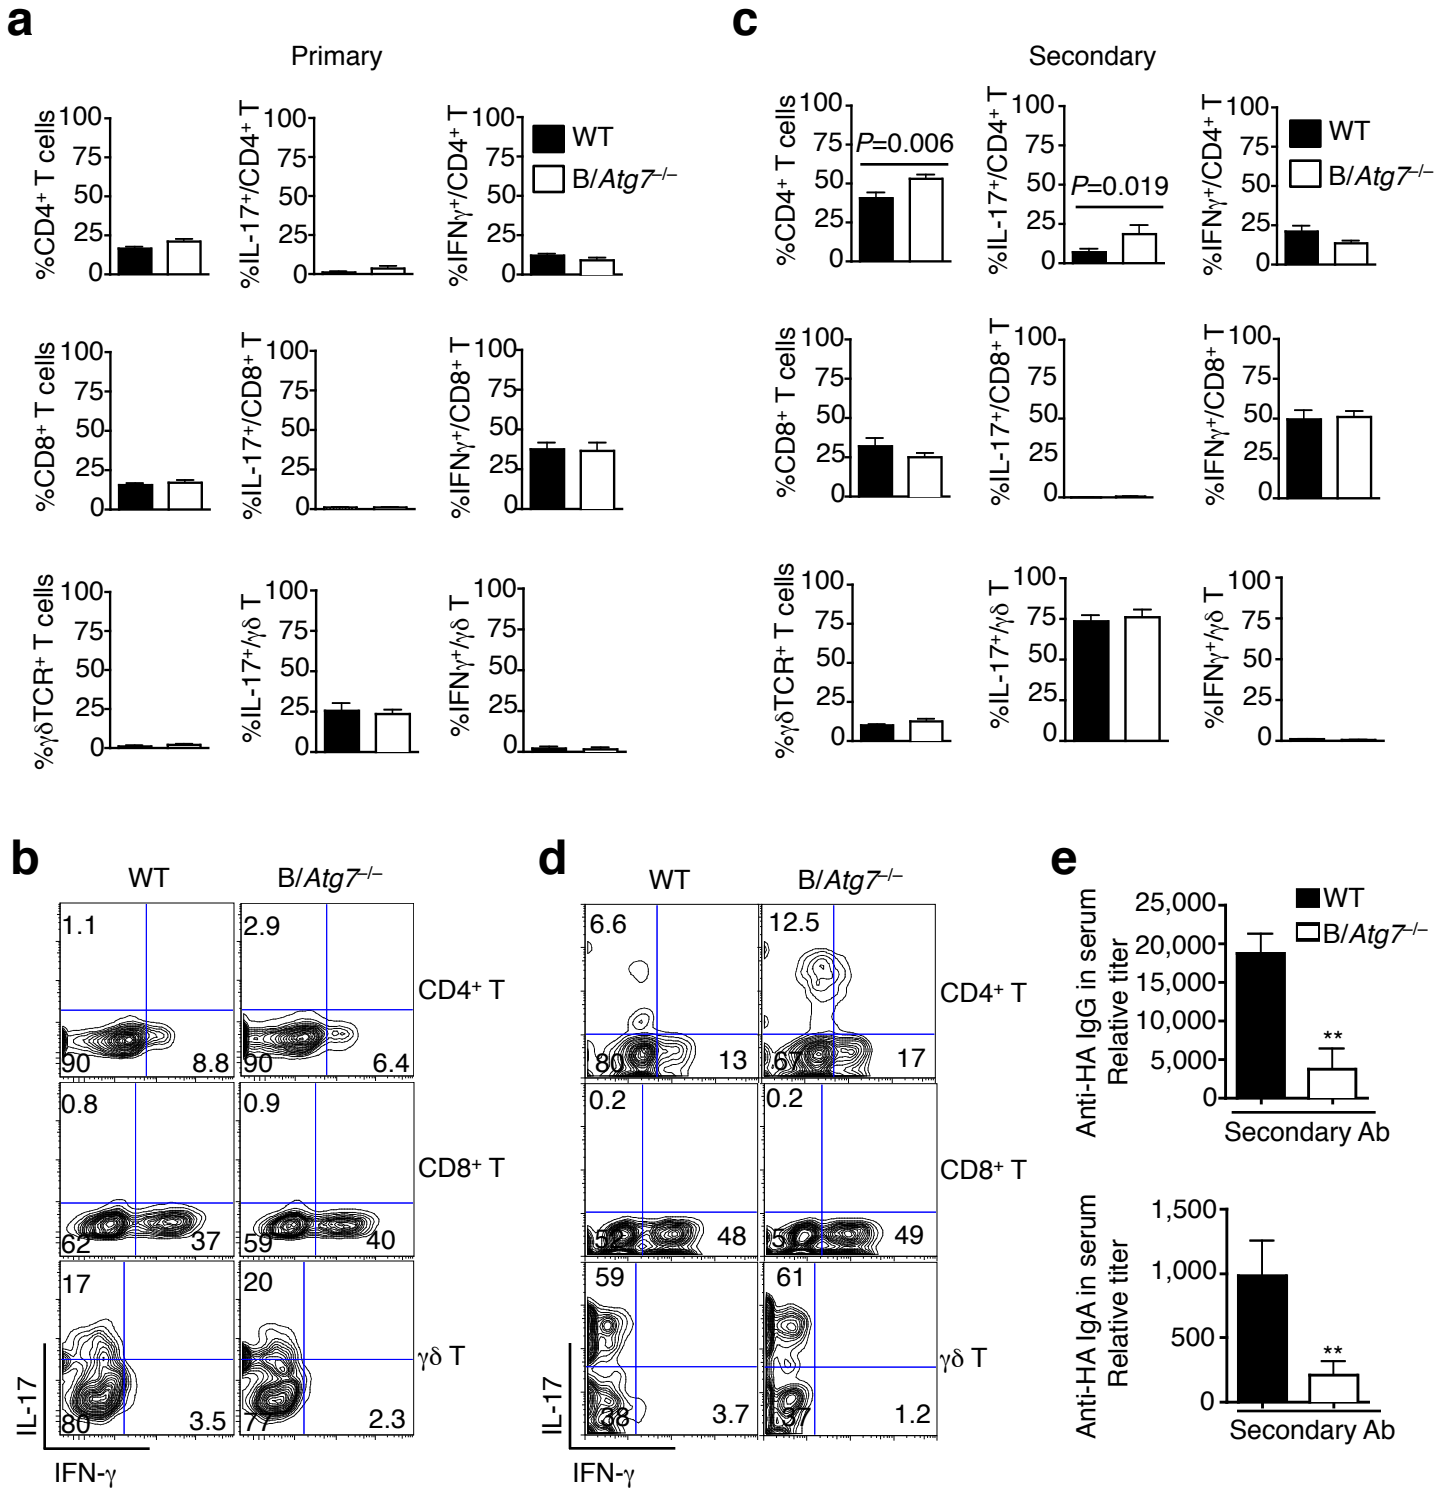 a
Primary
%CD4+ T cells
100
75
50
25
0
%IL-17+/CD4+ T
100
75
50
25
0
%IFNγ+/CD4+ T
100
75
50
25
0
WT
B/Atg7–/–
%CD8+ T cells
100
75
50
25
0
%IL-17+/CD8+ T
100
75
50
25
0
%IFNγ+/CD8+ T
100
75
50
25
0
%γδTCR+ T cells
100
75
50
25
0
%IL-17+/γδ T
100
75
50
25
0
%IFNγ+/γδ T
100
75
50
25
0
c
Secondary
%CD4+ T cells
100
75
50
25
0
P=0.006
%IL-17+/CD4+ T
100
75
50
25
0
P=0.019
%IFNγ+/CD4+ T
100
75
50
25
0
WT
B/Atg7–/–
%CD8+ T cells
100
75
50
25
0
%IL-17+/CD8+ T
100
75
50
0
%IFNγ+/CD8+ T
100
75
50
25
0
%γδTCR+ T cells
100
75
50
25
0
%IL-17+/γδ T
100
75
50
25
0
%IFNγ+/γδ T
100
75
50
25
0
b
WT
B/Atg7–/–
1.1
90
8.8
2.9
90
6.4
CD4+ T
0.8
62
37
0.9
59
40
CD8+ T
17
80
3.5
20
77
2.3
γδ T
IL-17
IFN-γ
d
WT
B/Atg7–/–
6.6
80
13
12.5
67
17
CD4+ T
0.2
52
48
0.2
49
CD8+ T
59
38
3.7
61
37
1.2
γδ T
IL-17
IFN-γ
e
Anti-HA IgG in serum
Relative titer
25,000
20,000
15,000
10,000
5,000
0
WT
B/Atg7–/–
**
Secondary Ab
Anti-HA IgA in serum
Relative titer
1,500
1,000
500
0
**
Secondary Ab